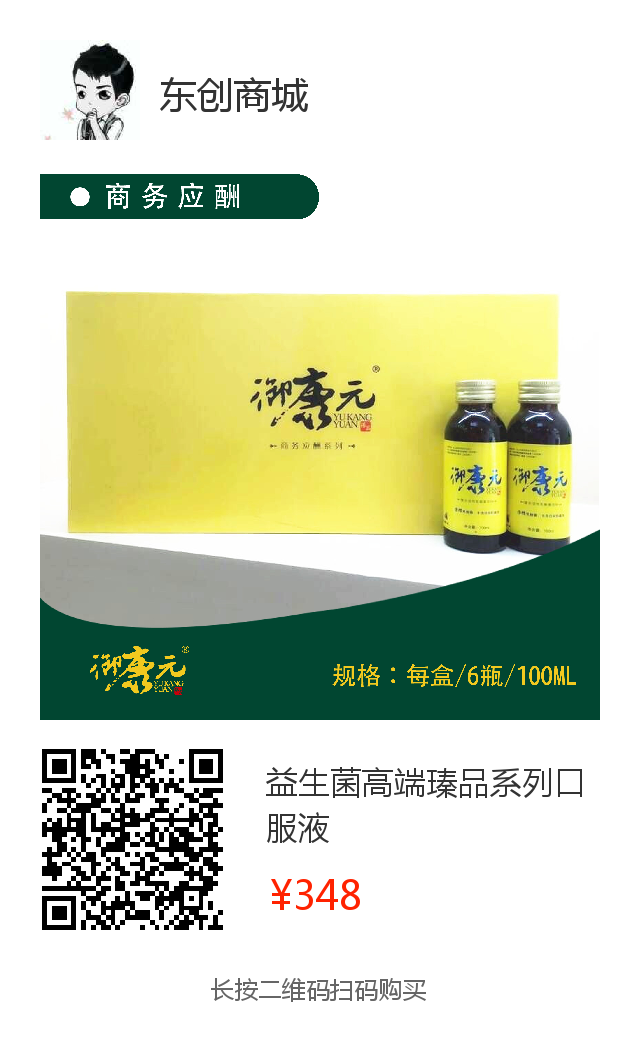 东创商城
商务应酬
御康元
®
YU KANG
YUAN
商务应酬系列
御康元
御康元
御康元
®
YU KANG
YUAN
规格：每盒/6瓶/100ML
益生菌高端臻品系列口
服液
¥348
长按二维码扫码购买